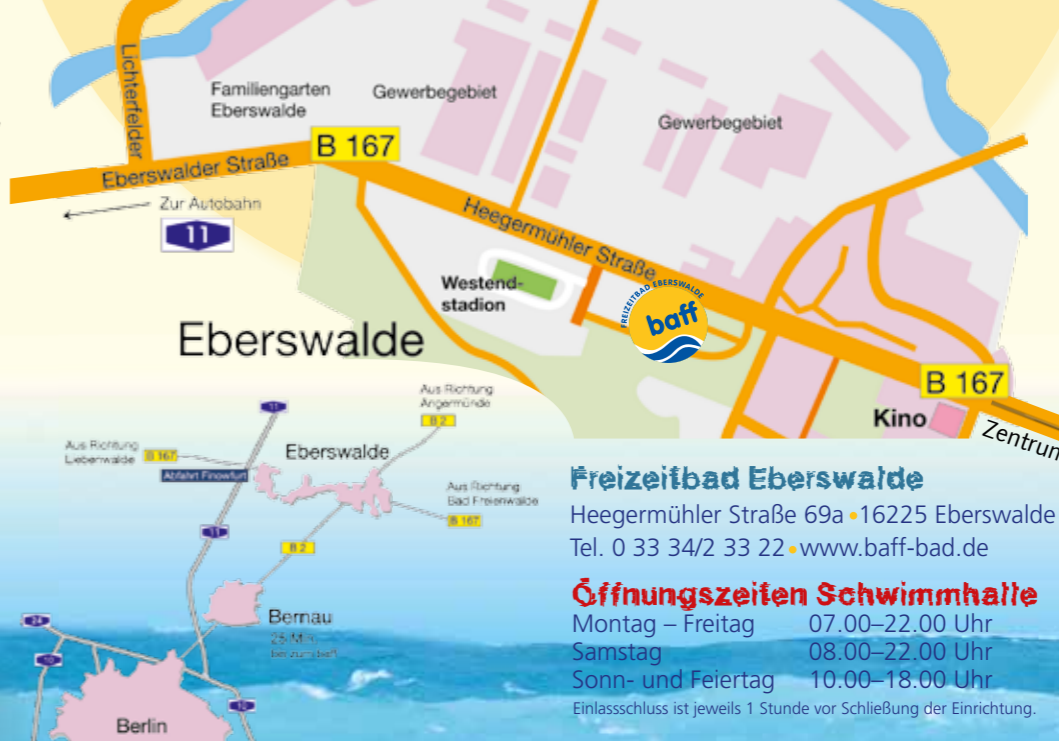 Lichterfelder
Familiengarten
Eberswalde
Gewerbegebiet
Gewerbegebiet
B 167
Eberswalder Straße
Zur Autobahn
11
Heegermühler Straße
Westend-
stadion
FREIZEITBAD EBERSWALDE
baff
Eberswalde
B 167
Kino
Zentrum
Aus Richtung
Angermünde
B 2
11
Aus Richtung
Liebenwalde
B 167
Abfahrt Finowfurt
Eberswalde
Aus Richtung
Bad Freienwalde
B 167
11
B 2
Bernau
25 Min.
bis zum baff
24
10
10
Berlin
Freizeitbad Eberswalde
Heegermühler Straße 69a • 16225 Eberswalde
Tel. 0 33 34/2 33 22 • www.baff-bad.de
Öffnungszeiten Schwimmhalle
Montag – Freitag 07.00–22.00 Uhr
Samstag 08.00–22.00 Uhr
Sonn- und Feiertag 10.00–18.00 Uhr
Einlassschluss ist jeweils 1 Stunde vor Schließung der Einrichtung.